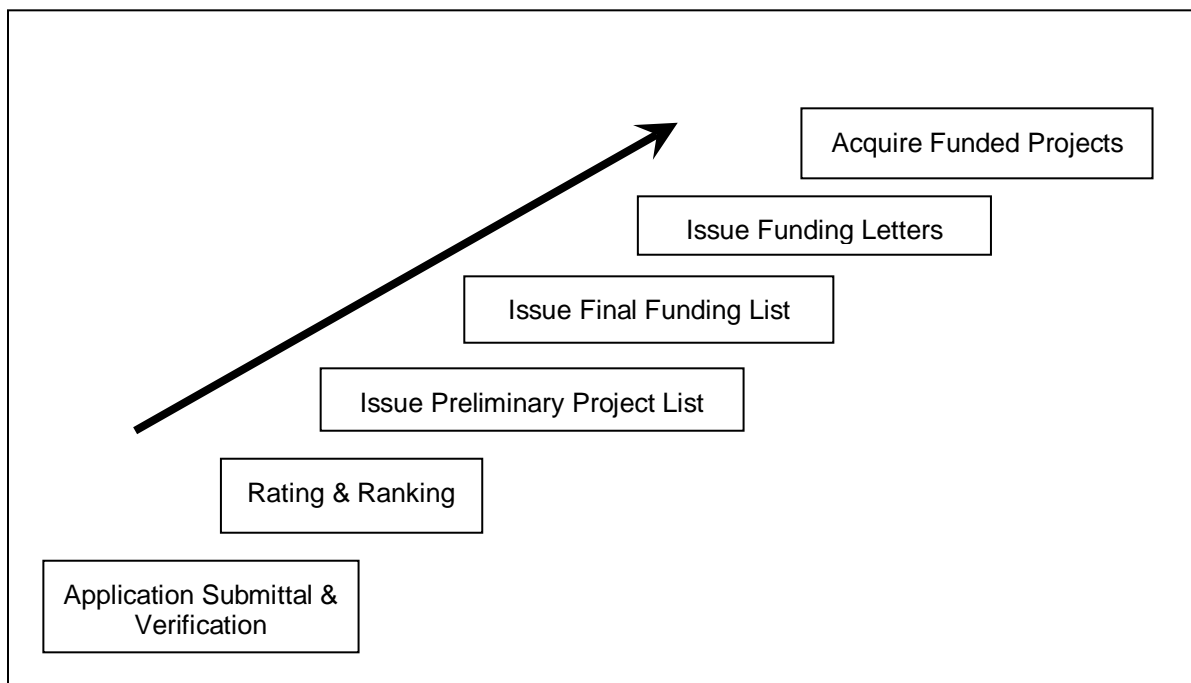 Acquire Funded Projects
Issue Funding Letters
Issue Final Funding List
Issue Preliminary Project List
Rating & Ranking
Application Submittal &
Verification